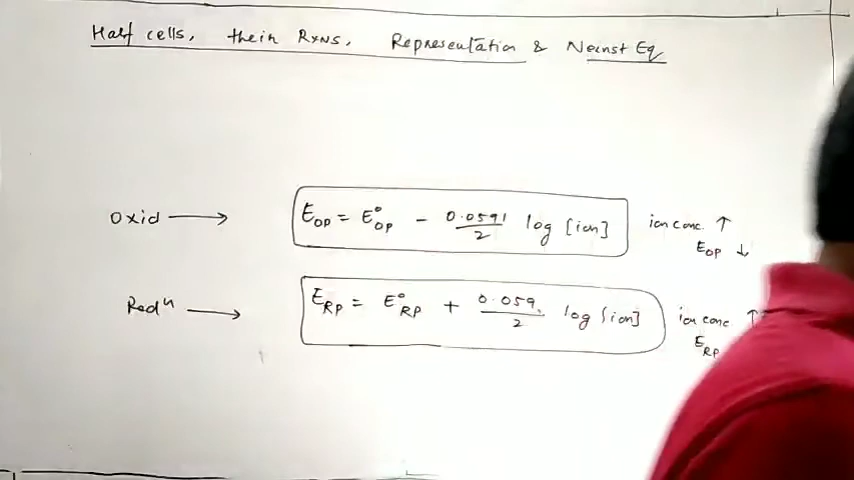 Half cells, their RXNS, Representation & Nernst Eq
Oxid → E_OP = E°_OP - 0.0591/2 log [ion] ion conc. ↑
E_OP ↓
Redⁿ → E_RP = E°_RP + 0.059/2 log [ion] ion conc ↑
E_RP